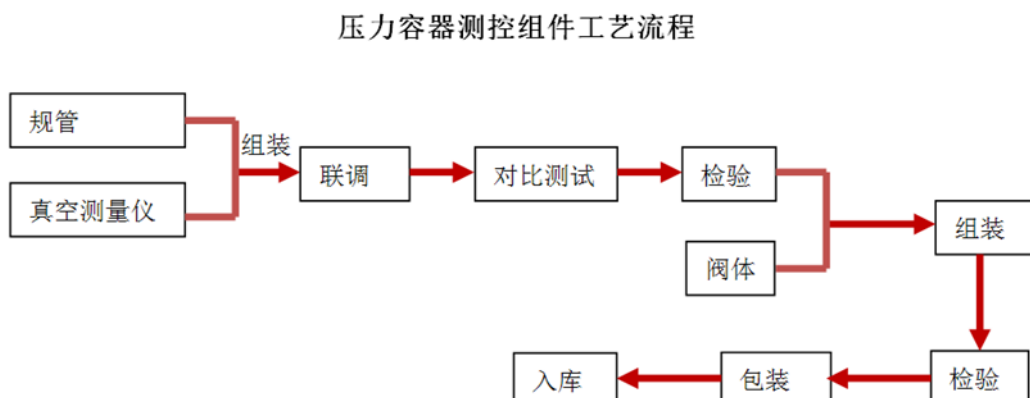 压力容器测控组件工艺流程
规管
真空测量仪
组装
联调
对比测试
检验
阀体
组装
检验
包装
入库